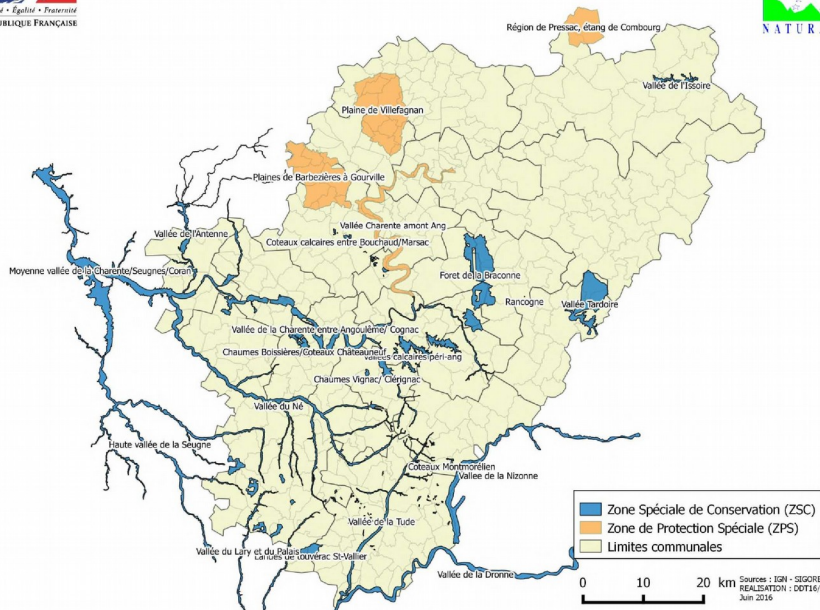 é • Égalité • Fraternité
UBLIQUE FRANÇAISE
NATUR
Région de Pressac, étang de Combourg
Vallée de l'Issoire
Plaine de Villefagnan
Plaines de Barbezières à Gourville
Vallée Charente amont Ang
Vallée de l'Antenne
Coteaux calcaires entre Bouchaud/Marsac
Moyenne vallée de la Charente/Seugnes/Coran
Foret de la Braconne
Rancogne
Vallée Tardoire
Vallée de la Charente entre Angoulême/ Cognac
Chaumes Boissières/Coteaux Châteauneuf
calcaires péri-ang
Chaumes Vignac/ Clérignac
Vallée du Né
Haute vallée de la Seugne
Coteaux Montmorélien
Vallee de la Nizonne
Vallée de la Tude
Vallée du Lary et du Palais
St-Vallier
Vallée de la Dronne
Zone Spéciale de Conservation (ZSC)
Zone de Protection Spéciale (ZPS)
Limites communales
0 10 20 km
Sources : IGN - SIGORE
REALISATION : DDT16/
Juin 2016